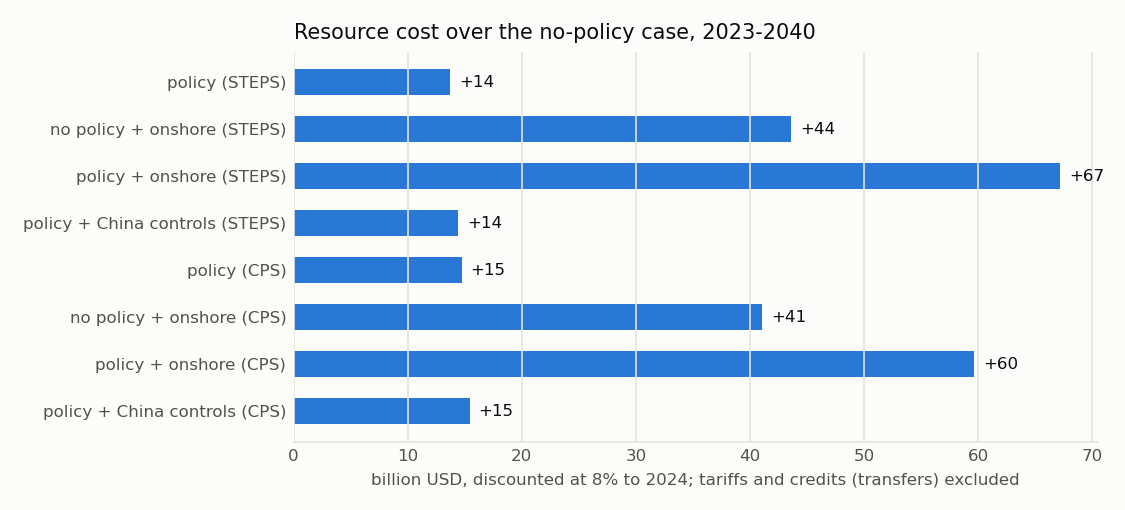 Resource cost over the no-policy case, 2023-2040
policy (STEPS) +14
no policy + onshore (STEPS) +44
policy + onshore (STEPS) +67
policy + China controls (STEPS) +14
policy (CPS) +15
no policy + onshore (CPS) +41
policy + onshore (CPS) +60
policy + China controls (CPS) +15
0 10 20 30 40 50 60 70
billion USD, discounted at 8% to 2024; tariffs and credits (transfers) excluded